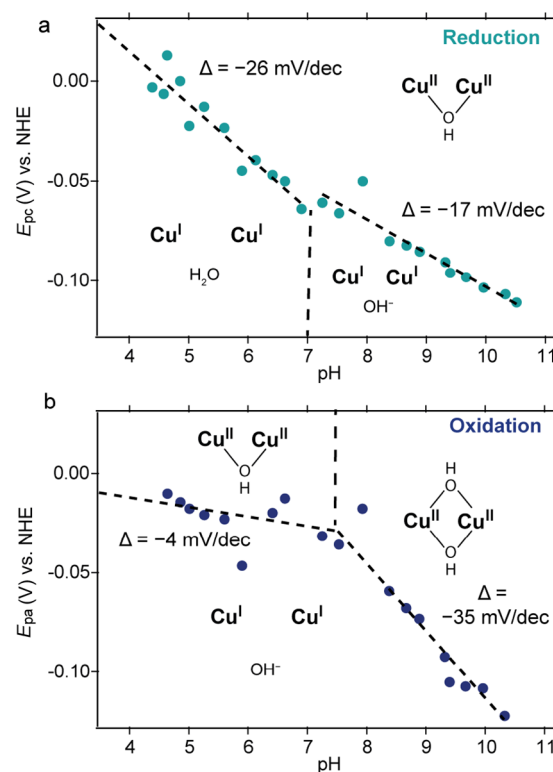 a
Reduction
Δ = −26 mV/dec
Cu^II Cu^II
O
H
0.00
−0.05
−0.10
E_pc (V) vs. NHE
Δ = −17 mV/dec
Cu^I Cu^I
H₂O
Cu^I Cu^I
OH⁻
4 5 6 7 8 9 10 11
pH
b
Oxidation
Cu^II Cu^II
O
H
H
O
Cu^II Cu^II
O
H
0.00
−0.05
−0.10
E_pa (V) vs. NHE
Δ = −4 mV/dec
Δ =
−35 mV/dec
Cu^I Cu^I
OH⁻
4 5 6 7 8 9 10 11
pH